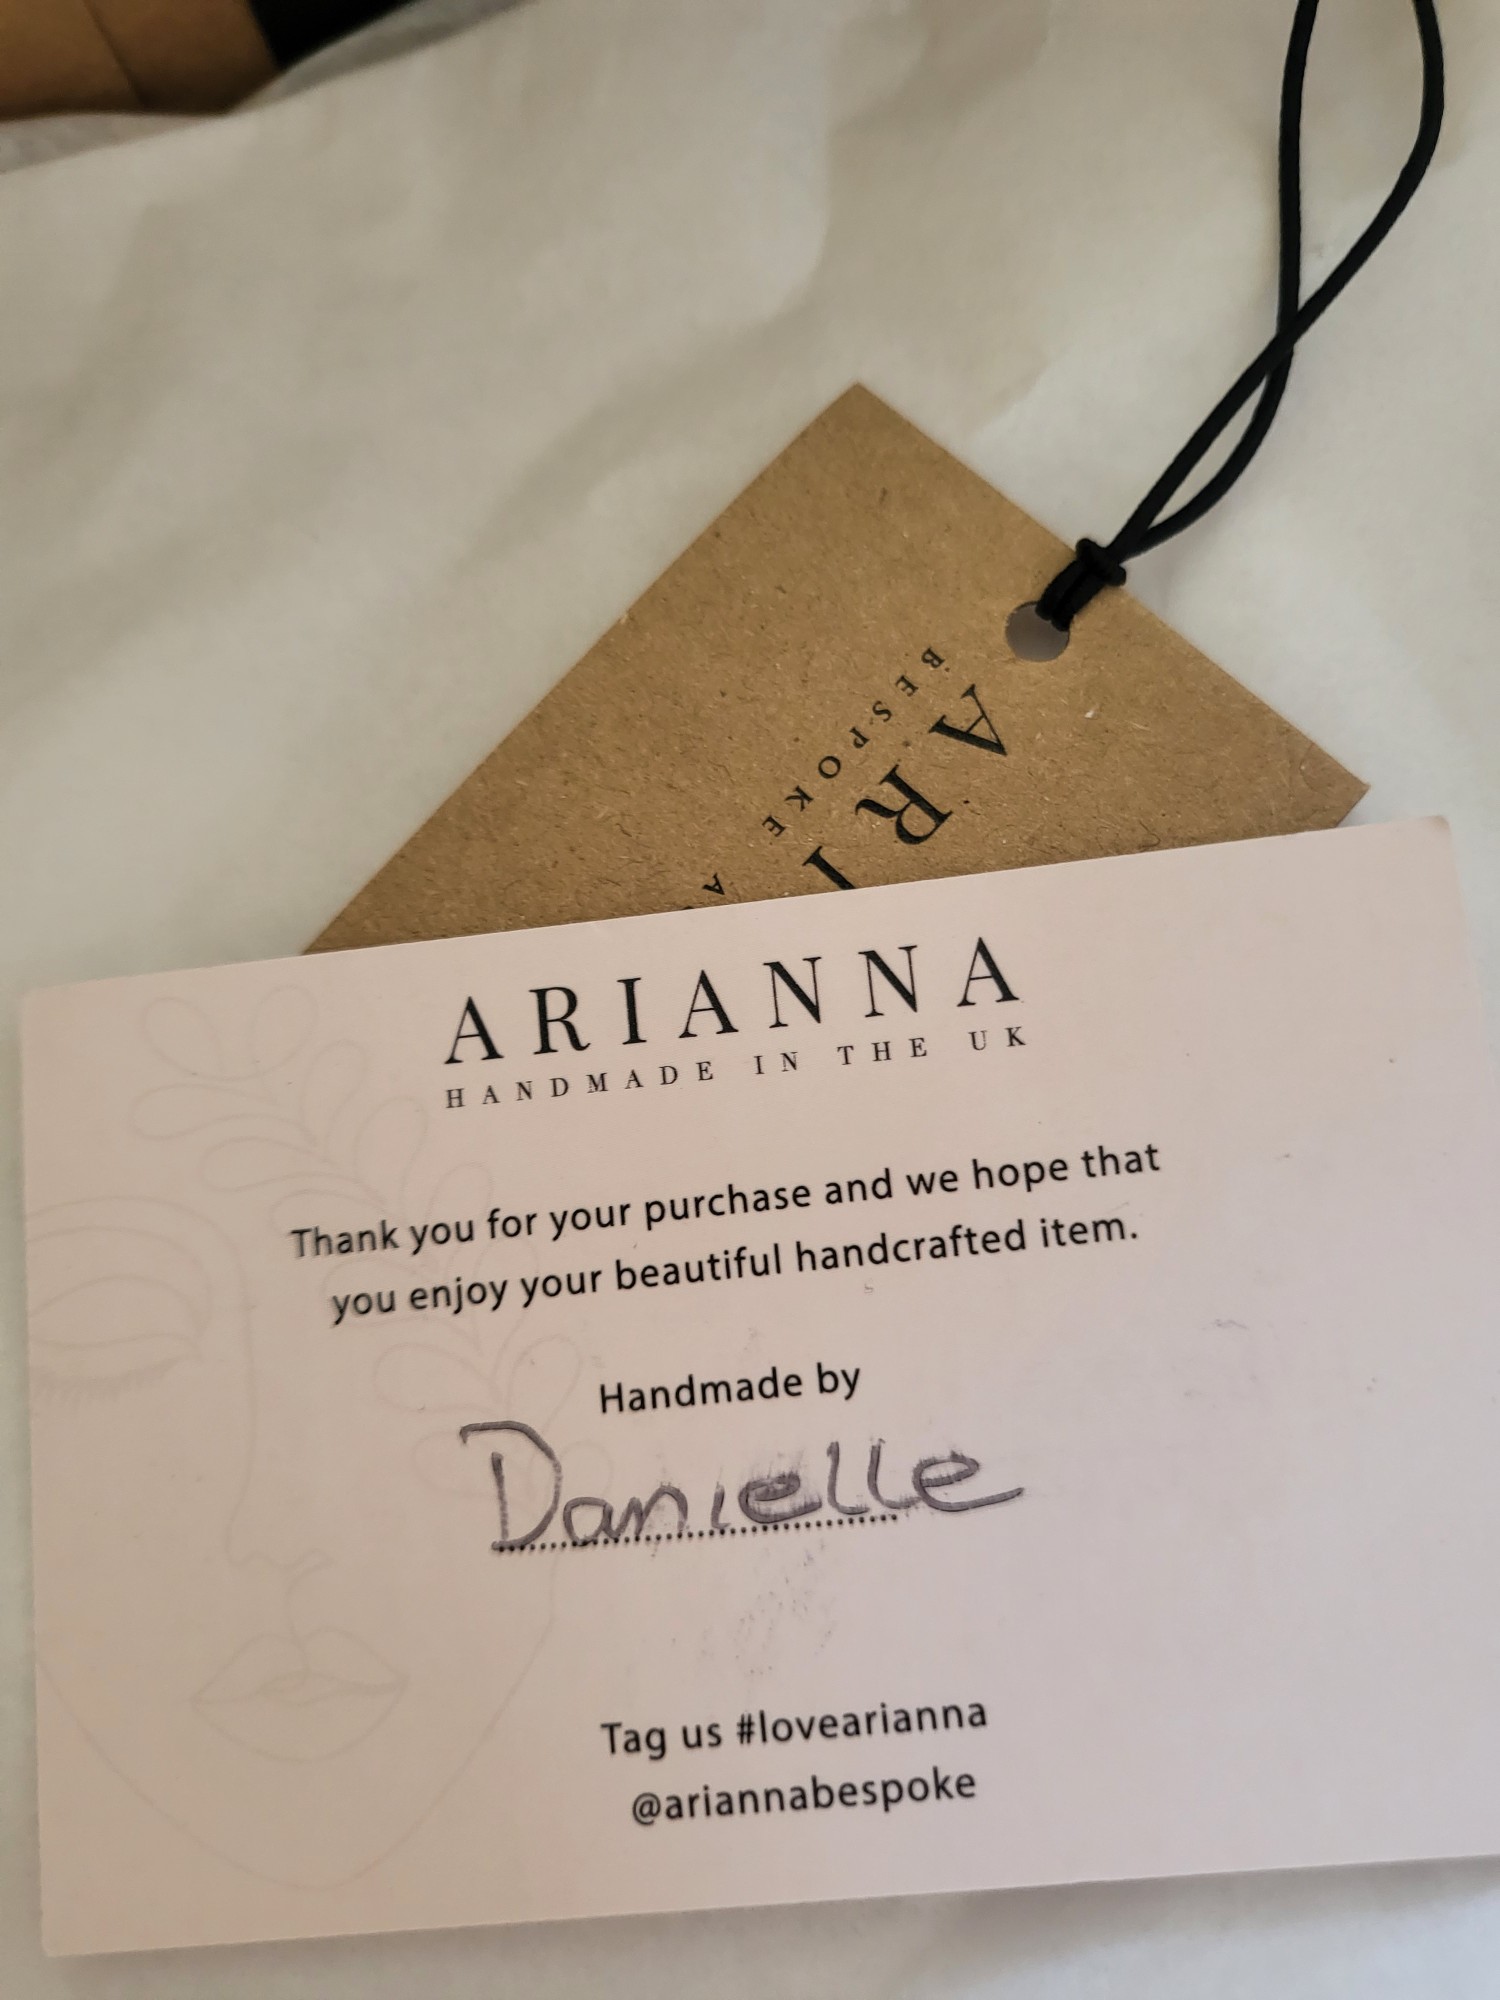 ARI
BESPOKE
A
ARIANNA
HANDMADE IN THE UK
Thank you for your purchase and we hope that
you enjoy your beautiful handcrafted item.
Handmade by
Danielle
Tag us #lovearianna
@ariannabespoke